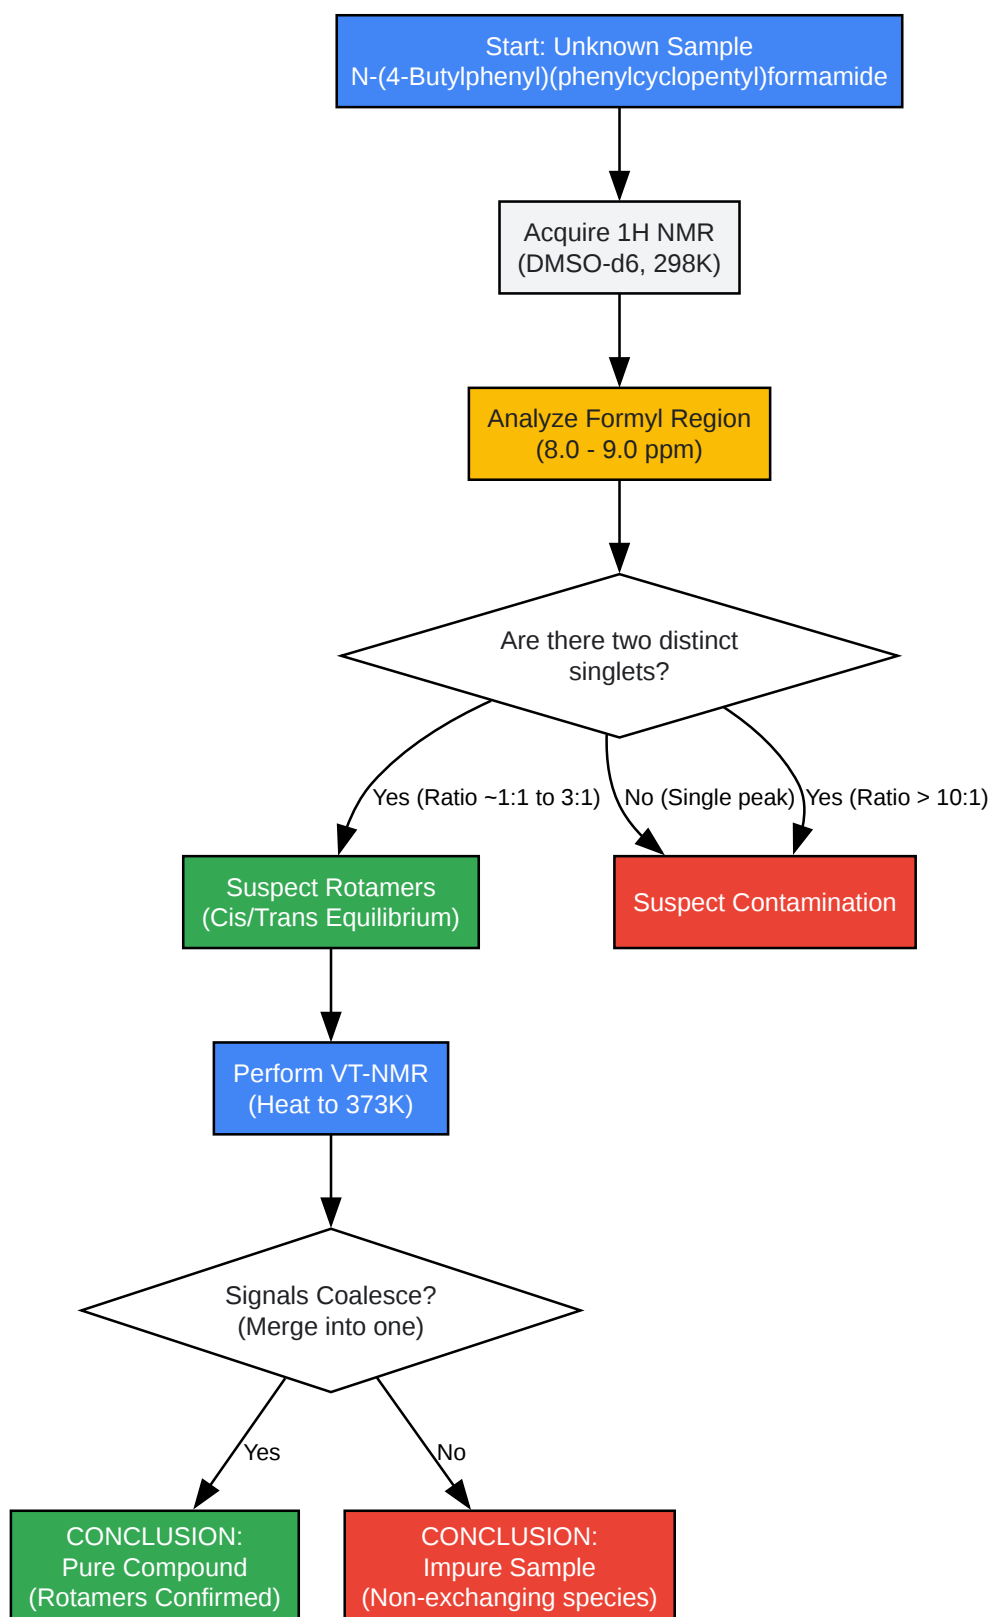 Start: Unknown Sample
N-(4-Butylphenyl)(phenylcyclopentyl)formamide
Acquire 1H NMR
(DMSO-d6, 298K)
Analyze Formyl Region
(8.0 - 9.0 ppm)
Are there two distinct
singlets?
Yes (Ratio ~1:1 to 3:1)
No (Single peak)
Yes (Ratio > 10:1)
Suspect Rotamers
(Cis/Trans Equilibrium)
Suspect Contamination
Perform VT-NMR
(Heat to 373K)
Signals Coalesce?
(Merge into one)
Yes
No
CONCLUSION:
Pure Compound
(Rotamers Confirmed)
CONCLUSION:
Impure Sample
(Non-exchanging species)